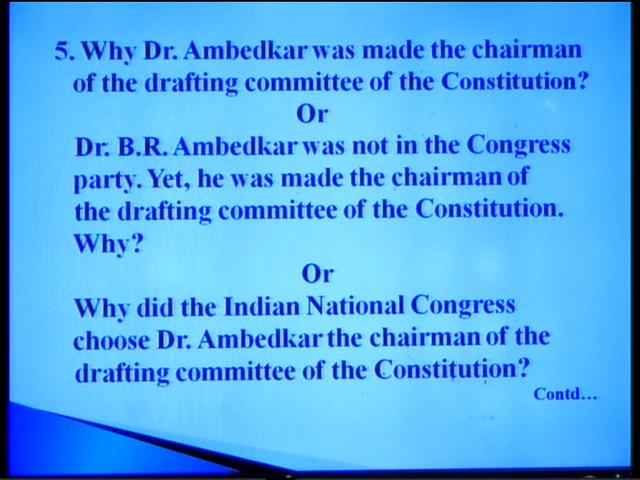 5. Why Dr. Ambedkar was made the chairman
of the drafting committee of the Constitution?
Or
Dr. B.R. Ambedkar was not in the Congress
party. Yet, he was made the chairman of
the drafting committee of the Constitution.
Why?
Or
Why did the Indian National Congress
choose Dr. Ambedkar the chairman of the
drafting committee of the Constitution?
Contd...